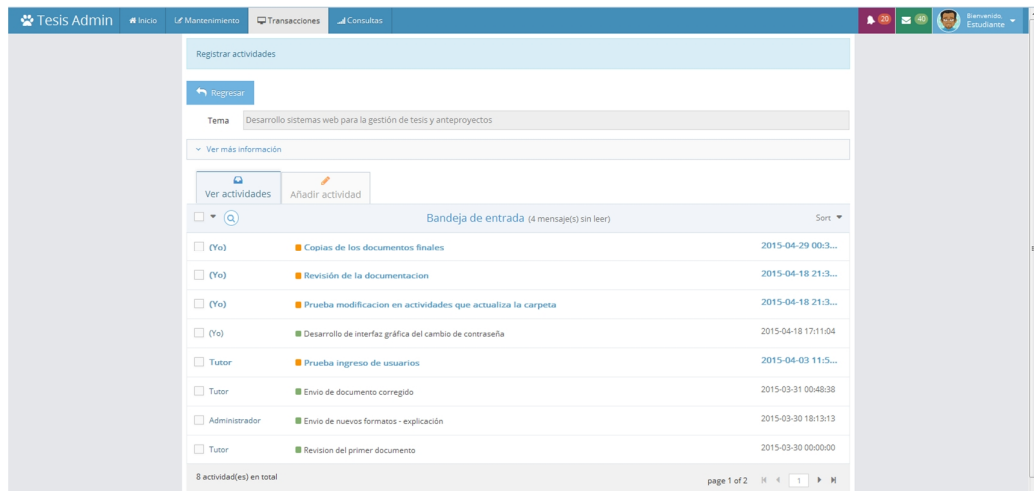 Tesis Admin Inicio Mantenimiento Transacciones Consultas 20 40 Bienvenido, Estudiante
Registrar actividades
Regresar
Tema Desarrollo sistemas web para la gestión de tesis y anteproyectos
Ver más información
Ver actividades Añadir actividad
Bandeja de entrada (4 mensaje(s) sin leer) Sort
(Yo) Copias de los documentos finales 2015-04-29 00:3...
(Yo) Revisión de la documentacion 2015-04-18 21:3...
(Yo) Prueba modificacion en actividades que actualiza la carpeta 2015-04-18 21:3...
(Yo) Desarrollo de interfaz gráfica del cambio de contraseña 2015-04-18 17:11:04
Tutor Prueba ingreso de usuarios 2015-04-03 11:5...
Tutor Envio de documento corregido 2015-03-31 00:48:38
Administrador Envio de nuevos formatos - explicación 2015-03-30 18:13:13
Tutor Revision del primer documento 2015-03-30 00:00:00
8 actividad(es) en total page 1 of 2 1